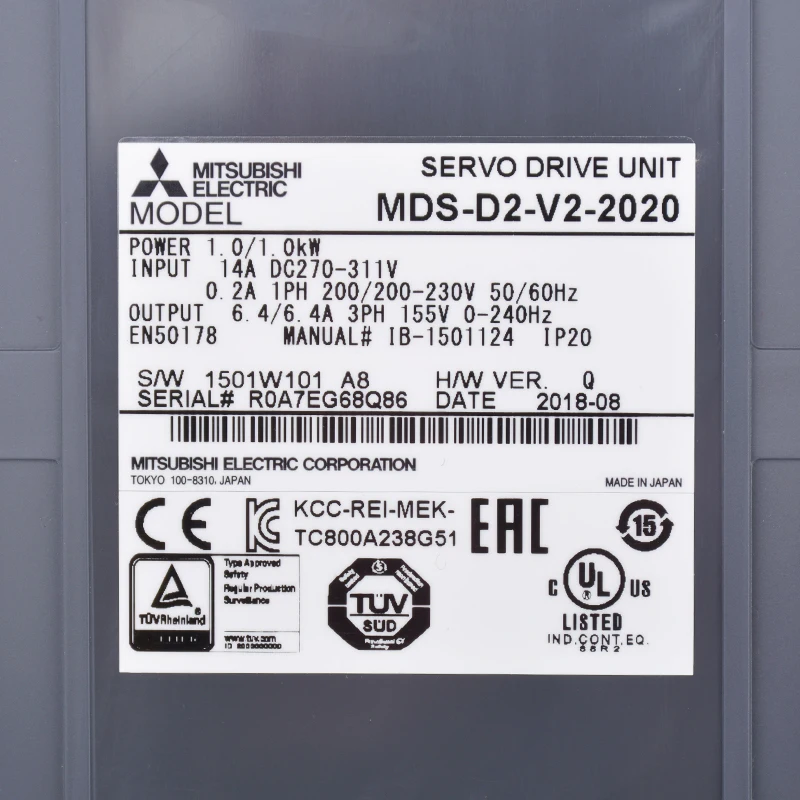 MITSUBISHI
ELECTRIC
SERVO DRIVE UNIT
MODEL MDS-D2-V2-2020
POWER 1.0/1.0kW
INPUT 14A DC270-311V
0.2A 1PH 200/200-230V 50/60Hz
OUTPUT 6.4/6.4A 3PH 155V 0-240Hz
EN50178 MANUAL# IB-1501124 IP20
S/W 1501W101 A8 H/W VER. Q
SERIAL# R0A7EG68Q86 DATE 2018-08
MITSUBISHI ELECTRIC CORPORATION
TOKYO 100-8310, JAPAN MADE IN JAPAN
CE KC KCC-REI-MEK-
TC800A238G51 EAC 15
Type Approved
Safety
Regular Production
Surveillance
TÜVRheinland ®
www.tuv.com
TÜV
SÜD
C UL ® US
LISTED
IND.CONT.EQ.